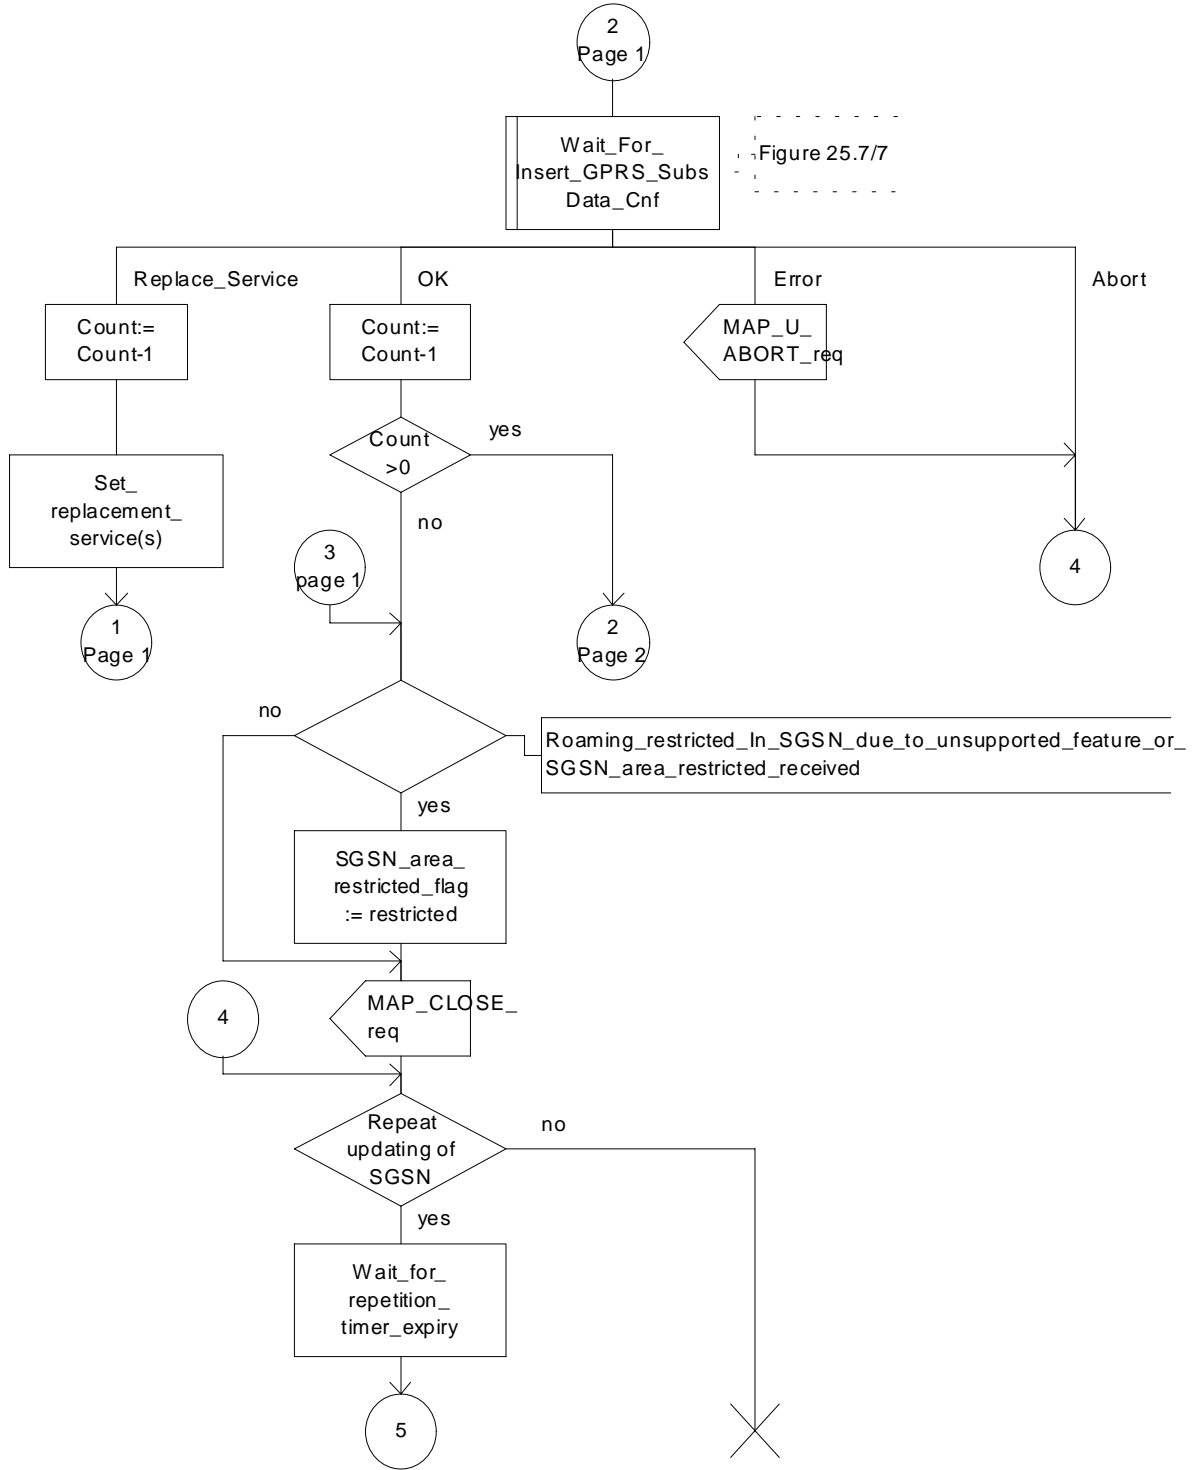 2
Page 1
Wait_For_
Insert_GPRS_Subs
Data_Cnf
Figure 25.7/7
Replace_Service
OK
Error
Abort
Count:=
Count-1
Count:=
Count-1
MAP_U_
ABORT_req
Count
>0
yes
Set_
replacement_
service(s)
no
3
page 1
4
1
Page 1
2
Page 2
no
Roaming_restricted_In_SGSN_due_to_unsupported_feature_or_
SGSN_area_restricted_received
yes
SGSN_area_
restricted_flag
:= restricted
4
MAP_CLOSE_
req
Repeat
updating of
SGSN
no
yes
Wait_for_
repetition_
timer_expiry
5